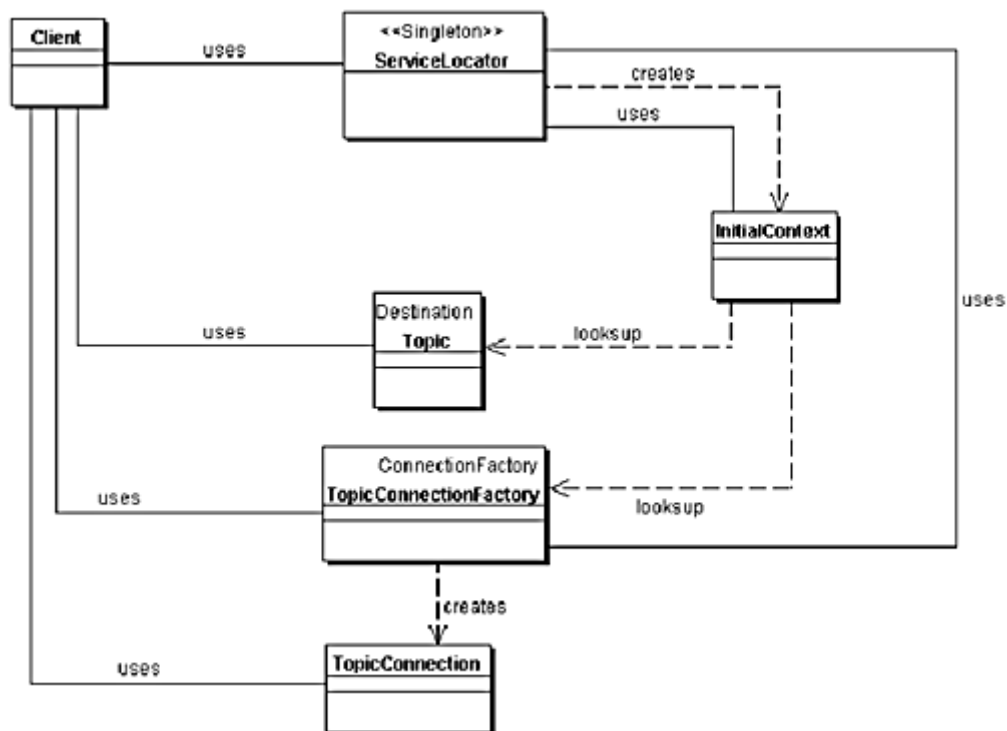 Client
uses
<<Singleton>>
ServiceLocator
creates
uses
InitialContext
uses
Destination
Topic
uses
looksup
ConnectionFactory
TopicConnectionFactory
uses
looksup
creates
TopicConnection
uses